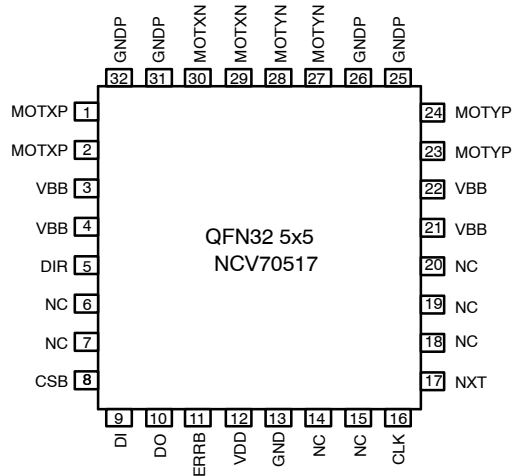 GNDP GNDP MOTXN MOTXN MOTYN MOTYN GNDP GNDP
32 31 30 29 28 27 26 25
MOTXP 1
MOTXP 2
VBB 3
VBB 4
DIR 5
NC 6
NC 7
CSB 8
QFN32 5x5
NCV70517
24 MOTYP
23 MOTYP
22 VBB
21 VBB
20 NC
19 NC
18 NC
17 NXT
9 10 11 12 13 14 15 16
DI DO ERRB VDD GND NC NC CLK